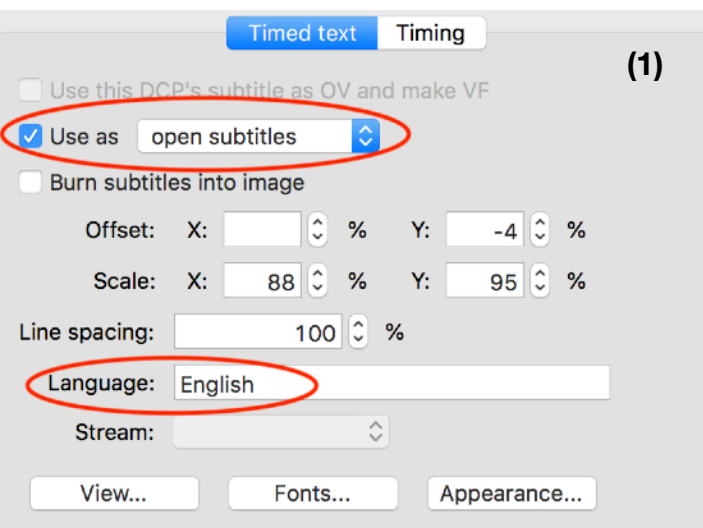 Timed text Timing
(1)
Use this DCP's subtitle as OV and make VF
Use as open subtitles
Burn subtitles into image
Offset: X: % Y: -4 %
Scale: X: 88 % Y: 95 %
Line spacing: 100 %
Language: English
Stream:
View... Fonts... Appearance...